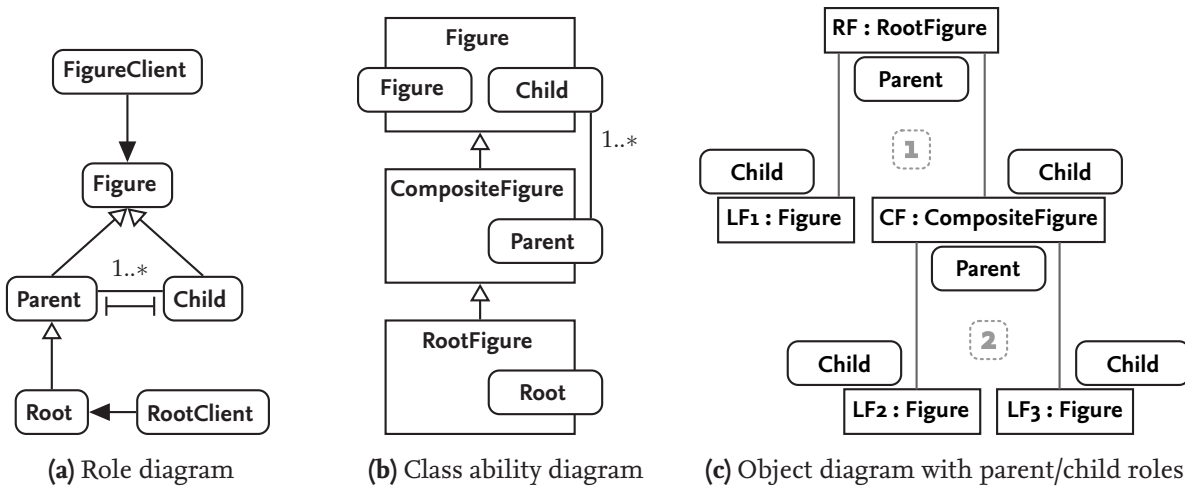 FigureClient
Figure
1..*
Parent
Child
Root
RootClient
(a) Role diagram
Figure
Figure
Child
1..*
CompositeFigure
Parent
RootFigure
Root
(b) Class ability diagram
RF : RootFigure
Parent
1
Child
Child
LF1 : Figure
CF : CompositeFigure
Parent
2
Child
Child
LF2 : Figure
LF3 : Figure
(c) Object diagram with parent/child roles